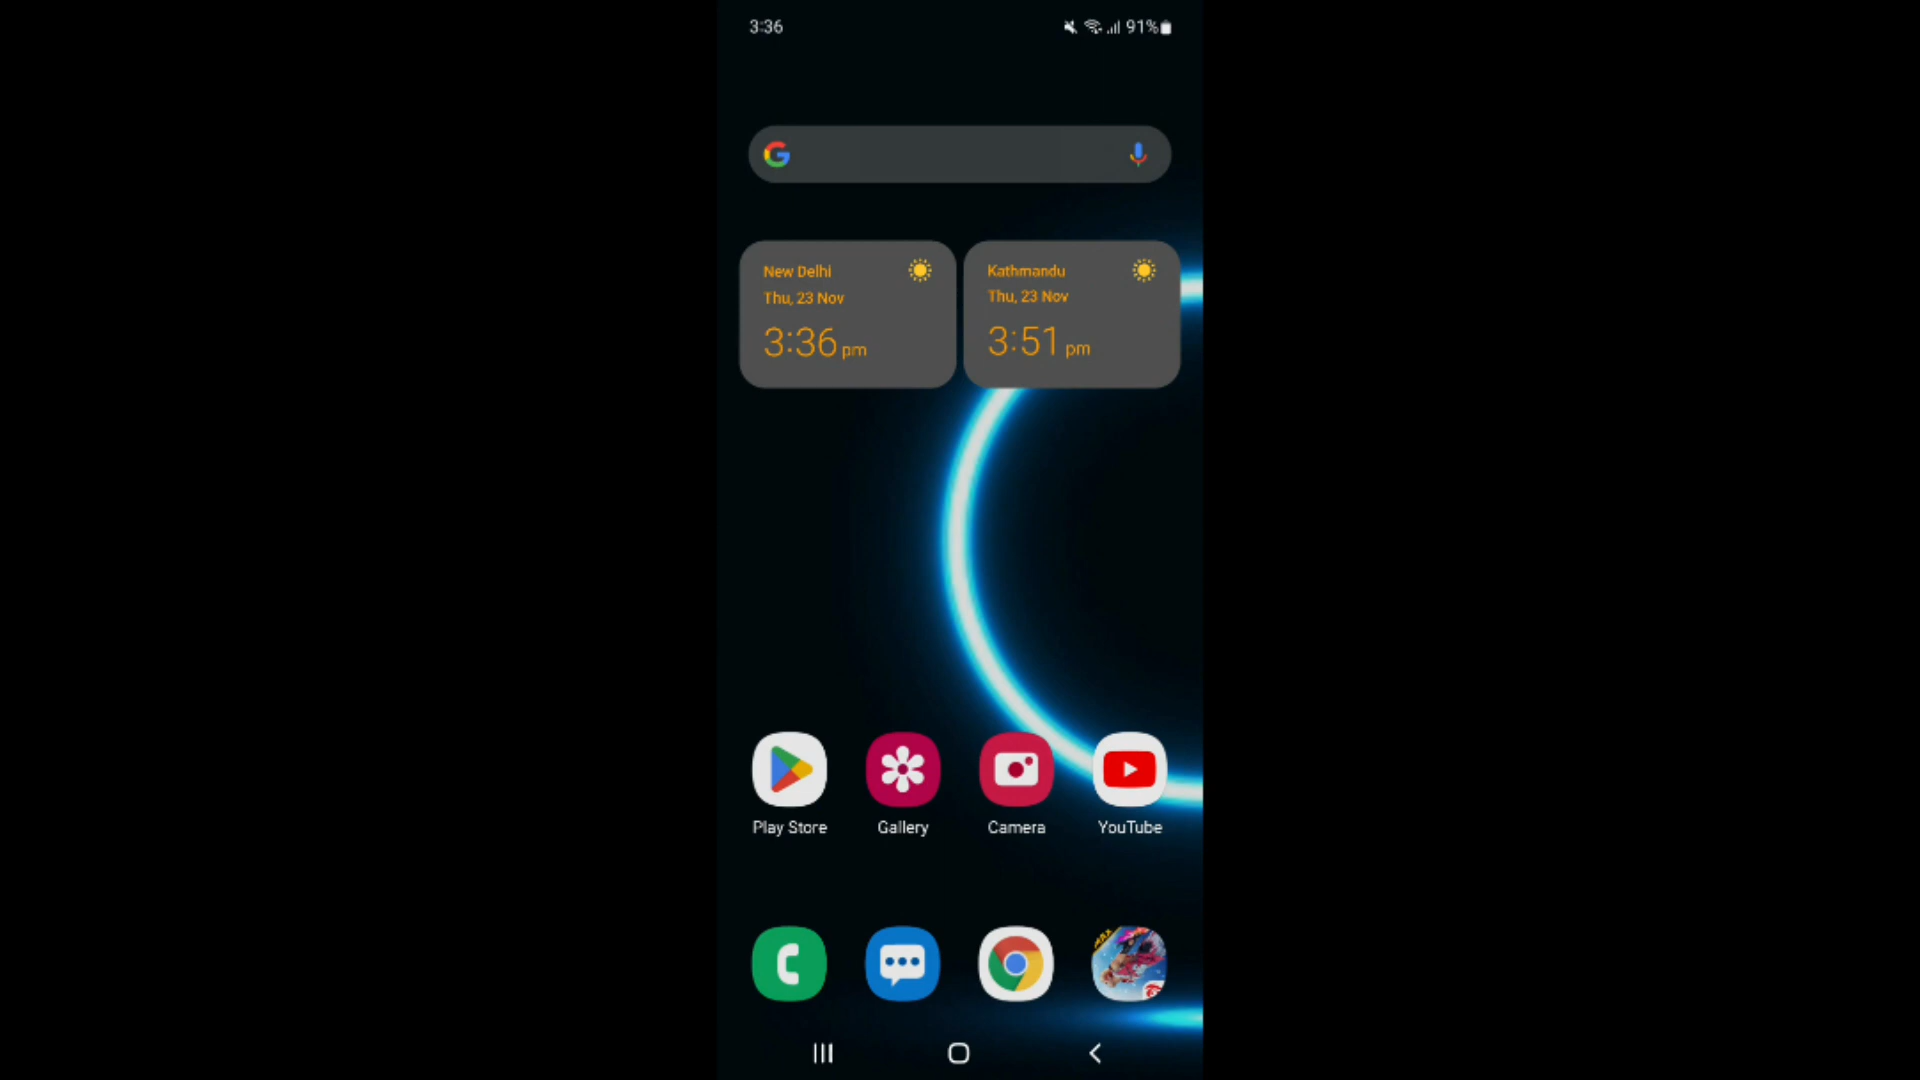 3:36
91%
New Delhi
Thu, 23 Nov
3:36 pm
Kathmandu
Thu, 23 Nov
3:51 pm
Play Store
Gallery
Camera
YouTube
MAX